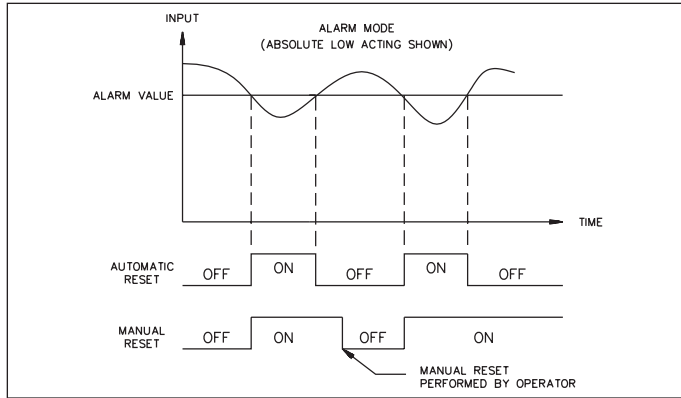 INPUT
ALARM MODE
(ABSOLUTE LOW ACTING SHOWN)
ALARM VALUE
TIME
AUTOMATIC
RESET
OFF ON OFF ON OFF
MANUAL
RESET
OFF ON OFF ON
MANUAL RESET
PERFORMED BY OPERATOR